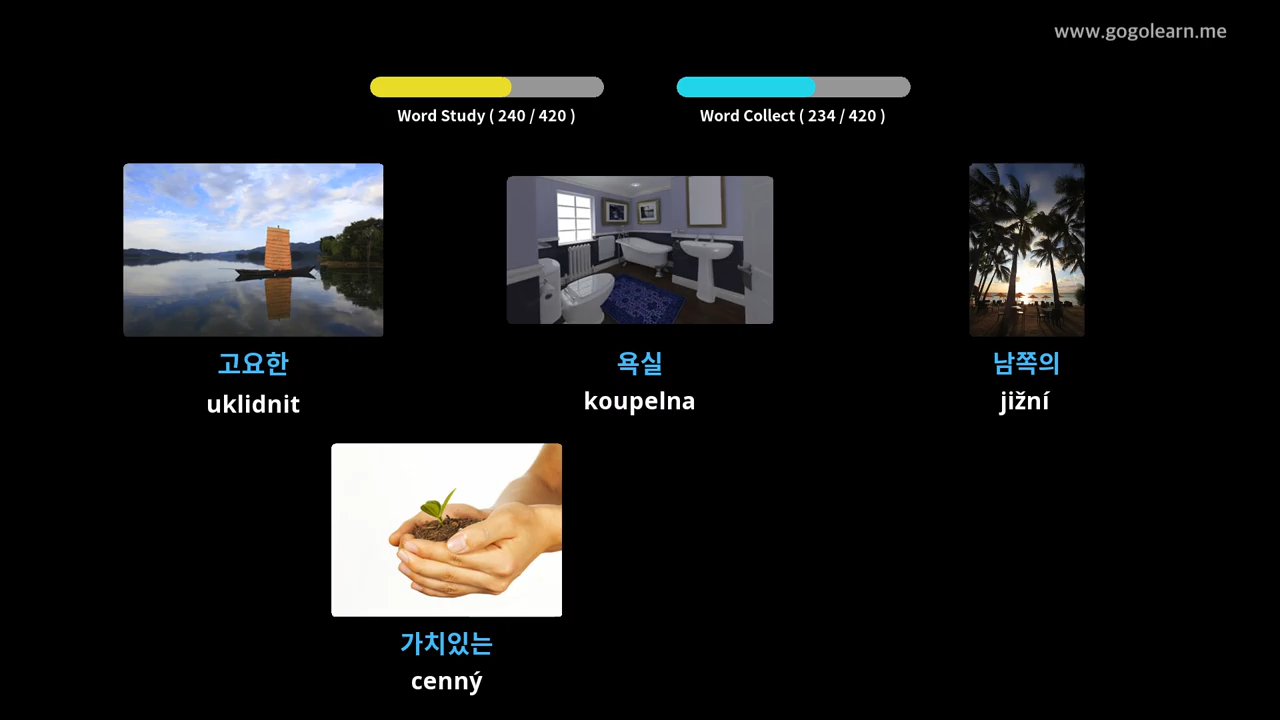 www.gogolearn.me
Word Study ( 240 / 420 )
Word Collect ( 234 / 420 )
고요한
uklidnit
욕실
koupelna
남쪽의
jižní
가치있는
cenný